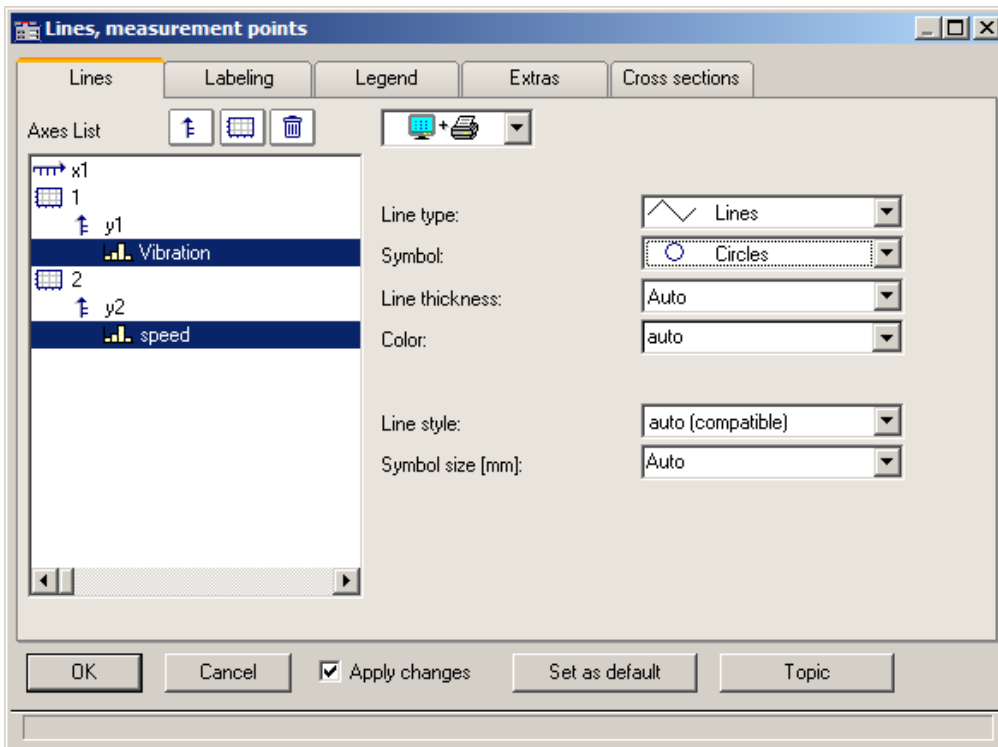 Lines, measurement points
Lines Labeling Legend Extras Cross sections
Axes List
x1
1
y1
Vibration
2
y2
speed
Line type: Lines
Symbol: Circles
Line thickness: Auto
Color: auto
Line style: auto (compatible)
Symbol size [mm]: Auto
OK Cancel Apply changes Set as default Topic